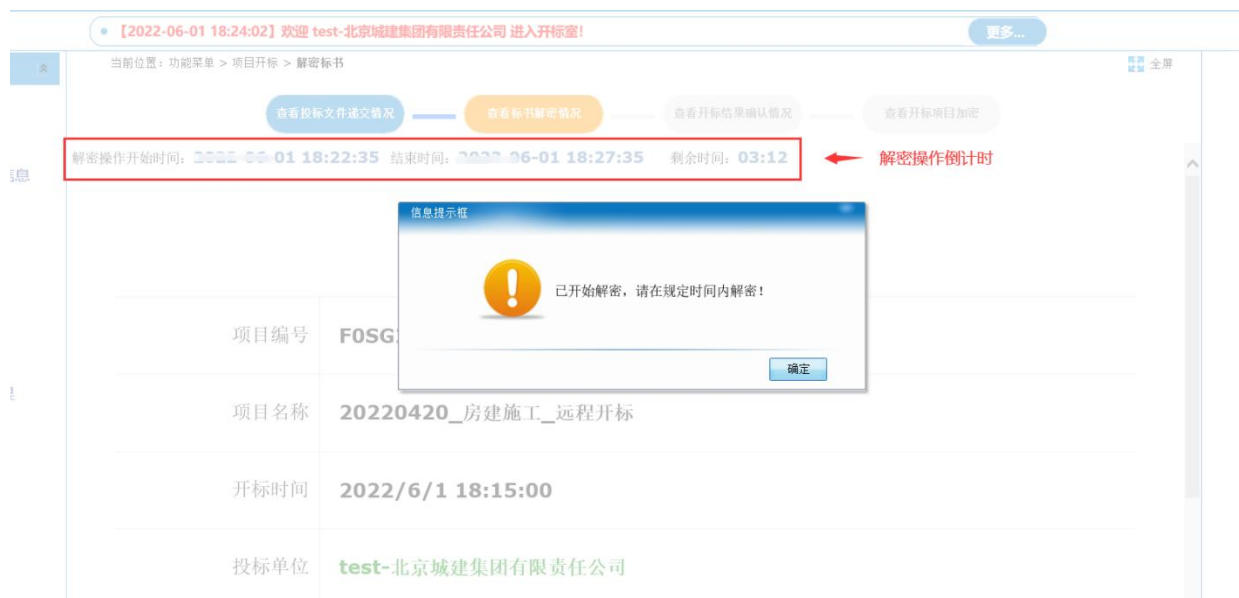 【2022-06-01 18:24:02】欢迎 test-北京城建集团有限责任公司 进入开标室！
更多...
当前位置：功能菜单 > 项目开标 > 解密标书
全屏
查看投标文件递交情况
查看标书解密情况
查看开标结果确认情况
查看开标项目加密
解密操作开始时间：01 18:22:35 结束时间：06-01 18:27:35 剩余时间：03:12
解密操作倒计时
信息
信息提示框
已开始解密，请在规定时间内解密！
确定
项目编号 F0SG
项目名称 20220420_房建施工_远程开标
开标时间 2022/6/1 18:15:00
投标单位 test-北京城建集团有限责任公司